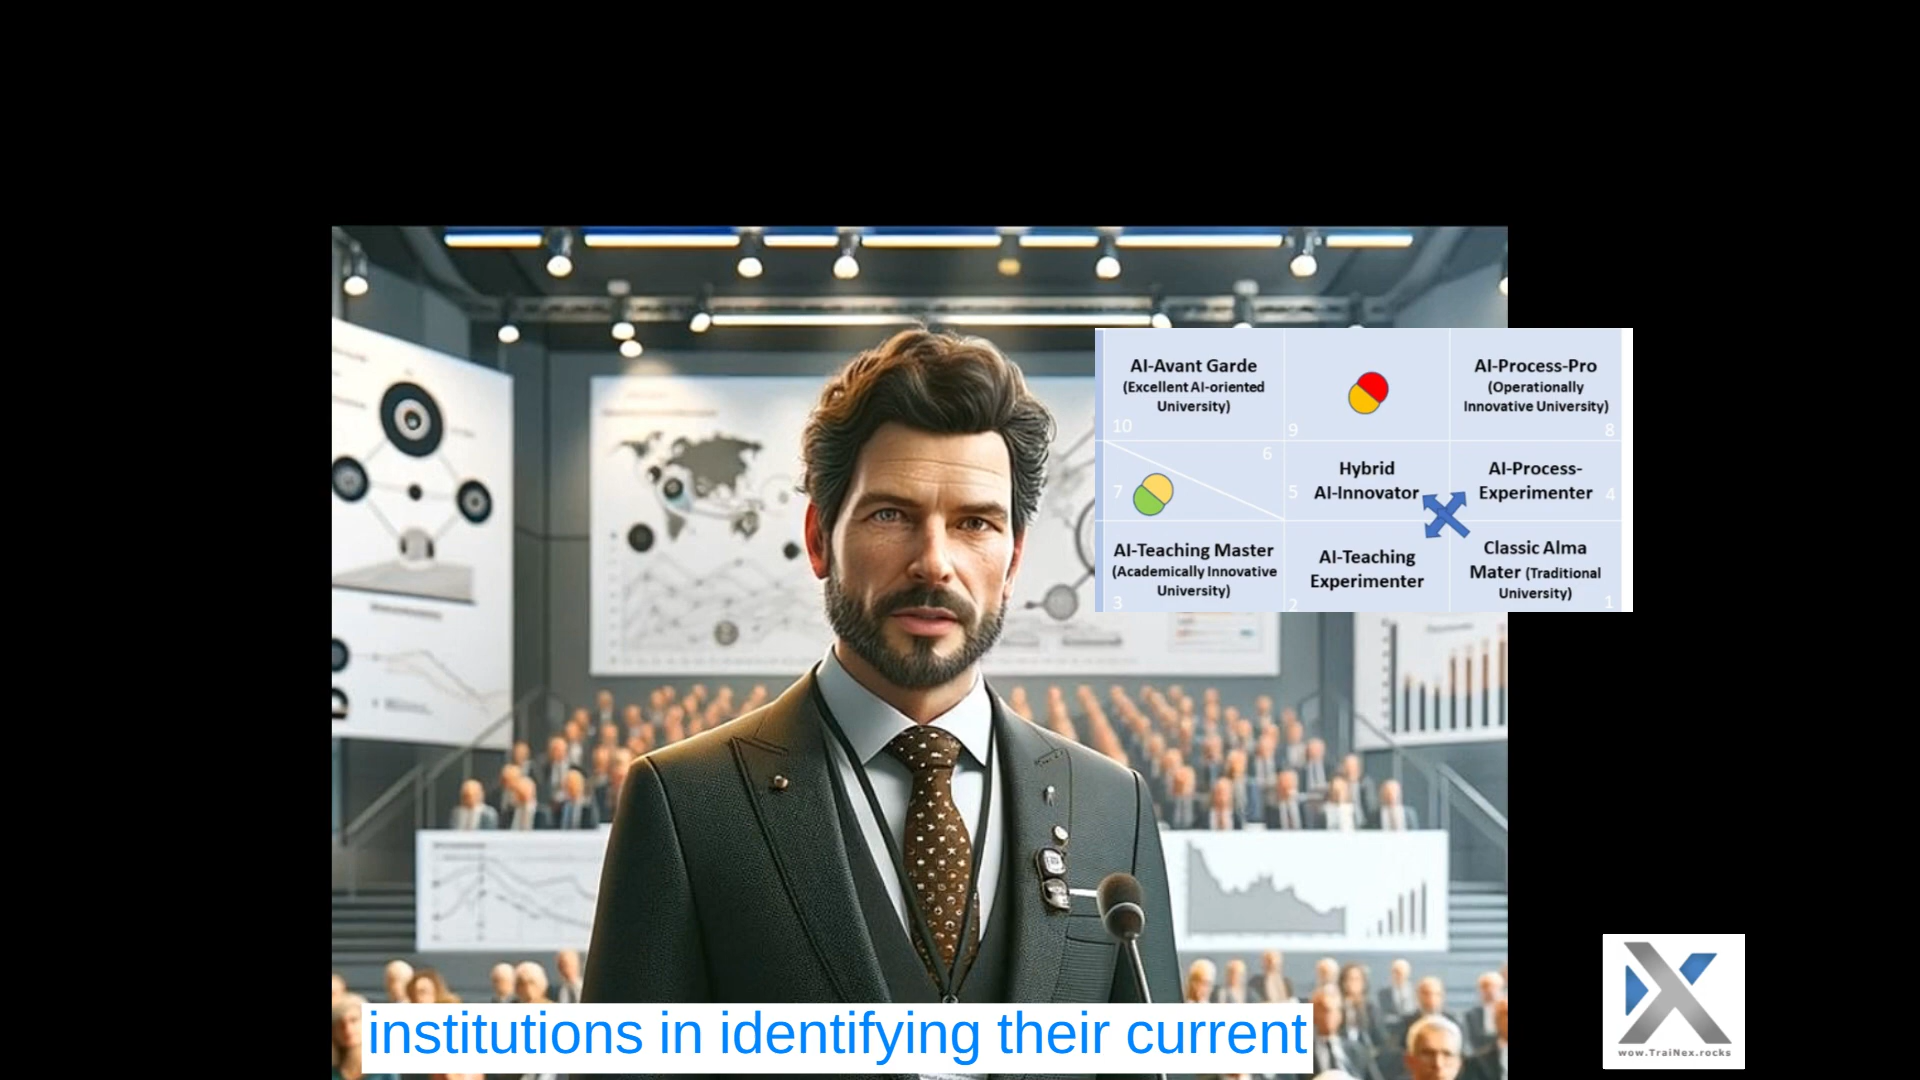 AI-Avant Garde
(Excellent AI-oriented
University)
10
9
AI-Process-Pro
(Operationally
Innovative University)
8
6
7
Hybrid
AI-Innovator
5
AI-Process-
Experimenter
4
AI-Teaching Master
(Academically Innovative
University)
3
AI-Teaching
Experimenter
2
Classic Alma
Mater (Traditional
University)
1
institutions in identifying their current
wow.TraiNex.rocks